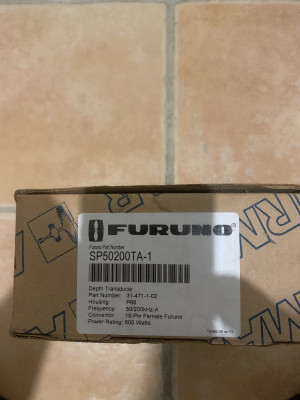 FURUNO
Furuno Part Number
SP50200TA-1
Depth Transducer
Part Number: 31-471-1-02
Housing: P66
Frequency: 50/200kHz-A
Connector: 10-Pin Female Furuno
Power Rating: 600 Watts